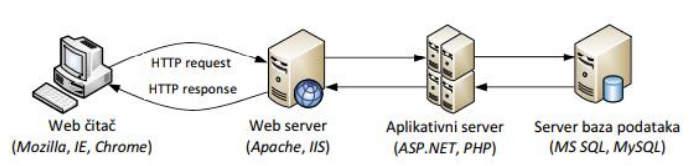 HTTP request
HTTP response
Web čitač
(Mozilla, IE, Chrome)
Web server
(Apache, IIS)
Aplikativni server
(ASP.NET, PHP)
Server baza podataka
(MS SQL, MySQL)